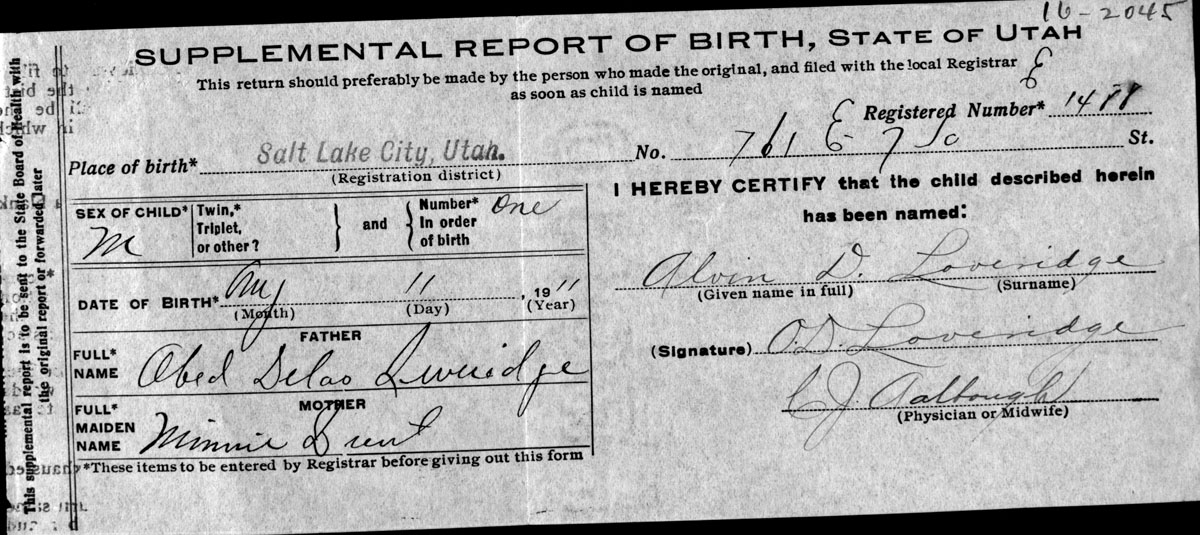 16-2045
SUPPLEMENTAL REPORT OF BIRTH, STATE OF UTAH
This return should preferably be made by the person who made the original, and filed with the local Registrar
as soon as child is named
Registered Number*
Place of birth* Salt Lake City, Utah. No. 761 E 7 So St.
(Registration district)
SEX OF CHILD* M
Twin,*
Triplet,
or other?
and
Number* One
In order
of birth
I HEREBY CERTIFY that the child described herein
has been named:
DATE OF BIRTH* Aug 11, 1911
(Month) (Day) (Year)
Alvin D. Loveridge
(Given name in full) (Surname)
FATHER
FULL*
NAME Obed Loveridge
(Signature) O.D. Loveridge
MOTHER
FULL*
MAIDEN
NAME Minnie
C J
(Physician or Midwife)
*These items to be entered by Registrar before giving out this form
This supplemental report is to be sent to the State Board of Health with
the original report or forwarded later